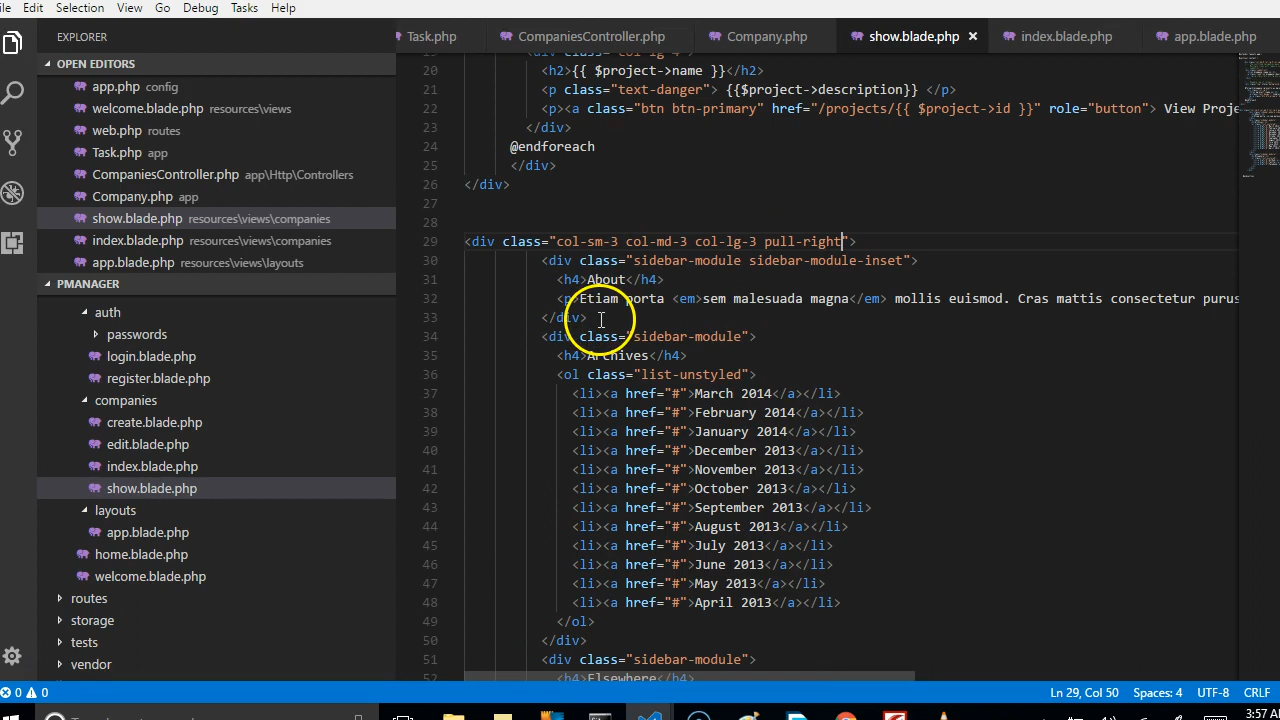 ile Edit Selection View Go Debug Tasks Help
EXPLORER
OPEN EDITORS
app.php config
welcome.blade.php resources\views
web.php routes
Task.php app
CompaniesController.php app\Http\Controllers
Company.php app
show.blade.php resources\views\companies
index.blade.php resources\views\companies
app.blade.php resources\views\layouts
PMANAGER
auth
passwords
login.blade.php
register.blade.php
companies
create.blade.php
edit.blade.php
index.blade.php
show.blade.php
layouts
app.blade.php
home.blade.php
welcome.blade.php
routes
storage
tests
vendor
Task.php CompaniesController.php Company.php show.blade.php × index.blade.php app.blade.php
20 <h2>{{ $project->name }}</h2>
21 <p class="text-danger"> {{$project->description}} </p>
22 <p><a class="btn btn-primary" href="/projects/{{ $project->id }}" role="button"> View Proj
23 </div>
24 @endforeach
25 </div>
26 </div>
27
28
29 <div class="col-sm-3 col-md-3 col-lg-3 pull-right">
30 <div class="sidebar-module sidebar-module-inset">
31 <h4>About</h4>
32 <p>Etiam porta <em>sem malesuada magna</em> mollis euismod. Cras mattis consectetur purus
33 </div>
34 <div class="sidebar-module">
35 <h4>Archives</h4>
36 <ol class="list-unstyled">
37 <li><a href="#">March 2014</a></li>
38 <li><a href="#">February 2014</a></li>
39 <li><a href="#">January 2014</a></li>
40 <li><a href="#">December 2013</a></li>
41 <li><a href="#">November 2013</a></li>
42 <li><a href="#">October 2013</a></li>
43 <li><a href="#">September 2013</a></li>
44 <li><a href="#">August 2013</a></li>
45 <li><a href="#">July 2013</a></li>
46 <li><a href="#">June 2013</a></li>
47 <li><a href="#">May 2013</a></li>
48 <li><a href="#">April 2013</a></li>
49 </ol>
50 </div>
51 <div class="sidebar-module">
52 <h4>Elsewhere</h4>
0 0 Ln 29, Col 50 Spaces: 4 UTF-8 CRLF
3:57 A